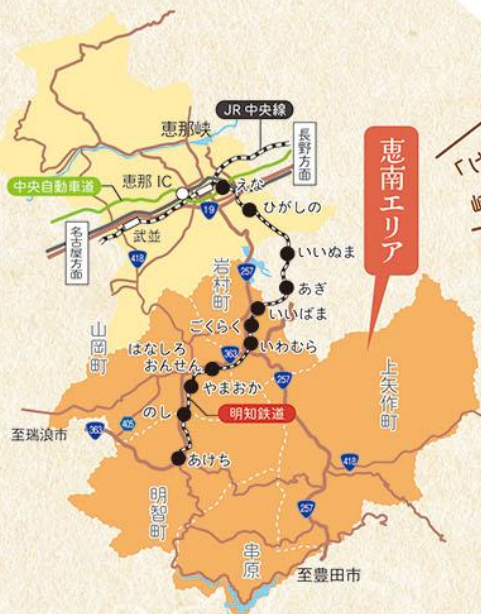 JR中央線
恵那峡
長野方面
中央自動車道
恵那IC
えな
ひがしの
19
武並
名古屋方面
418
いいぬま
岩村町
257
あぎ
恵南エリア
いいばま
ごくらく
山岡町
はなしろ
おんせん
363
いわむら
やまおか
257
上矢作町
のし
明知鉄道
至瑞浪市
363
405
あけち
418
明智町
257
串原
至豊田市